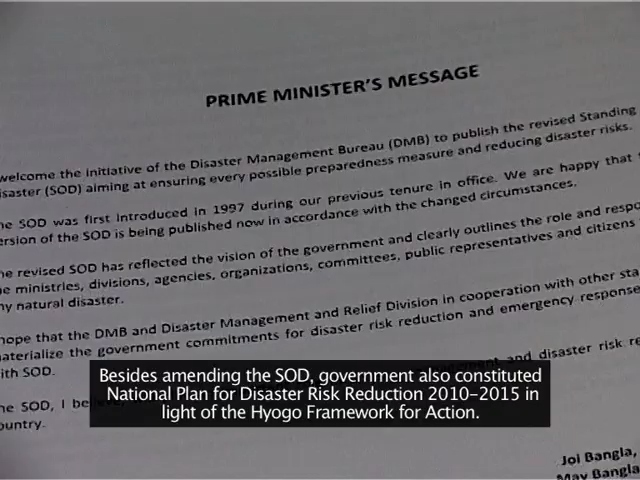 PRIME MINISTER'S MESSAGE
welcome the initiative of the Disaster Management Bureau (DMB) to publish the revised Standing
isaster (SOD) aiming at ensuring every possible preparedness measure and reducing disaster risks.
he SOD was first introduced in 1997 during our previous tenure in office. We are happy that
ersion of the SOD is being published now in accordance with the changed circumstances.
he revised SOD has reflected the vision of the government and clearly outlines the role and respo
e ministries, divisions, agencies, organizations, committees, public representatives and citizens
ny natural disaster.
hope that the DMB and Disaster Management and Relief Division in cooperation with other sta
aterialize the government commitments for disaster risk reduction and emergency response
ith SOD.
and disaster risk re
he SOD, I
ountry.
Besides amending the SOD, government also constituted
National Plan for Disaster Risk Reduction 2010-2015 in
light of the Hyogo Framework for Action.
Joi Bangla,
May Bangla